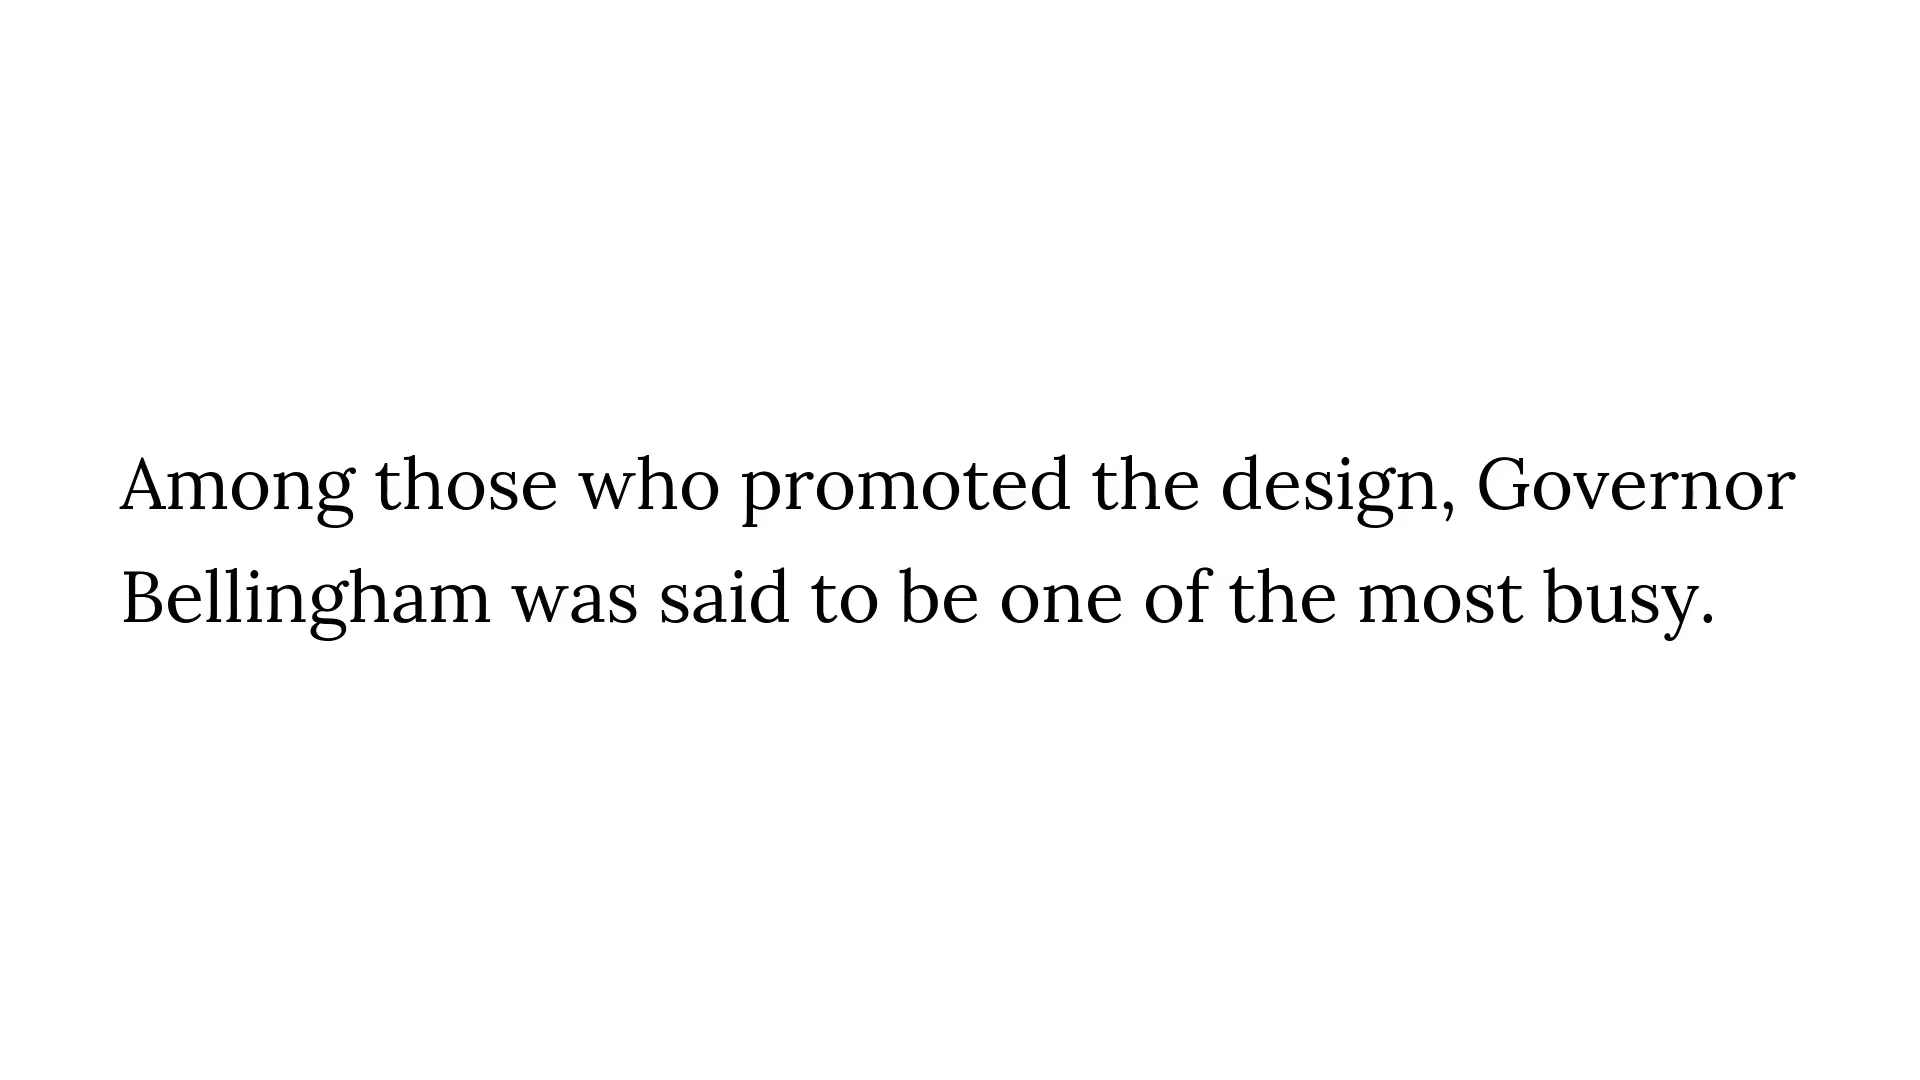 Among those who promoted the design, Governor
Bellingham was said to be one of the most busy.